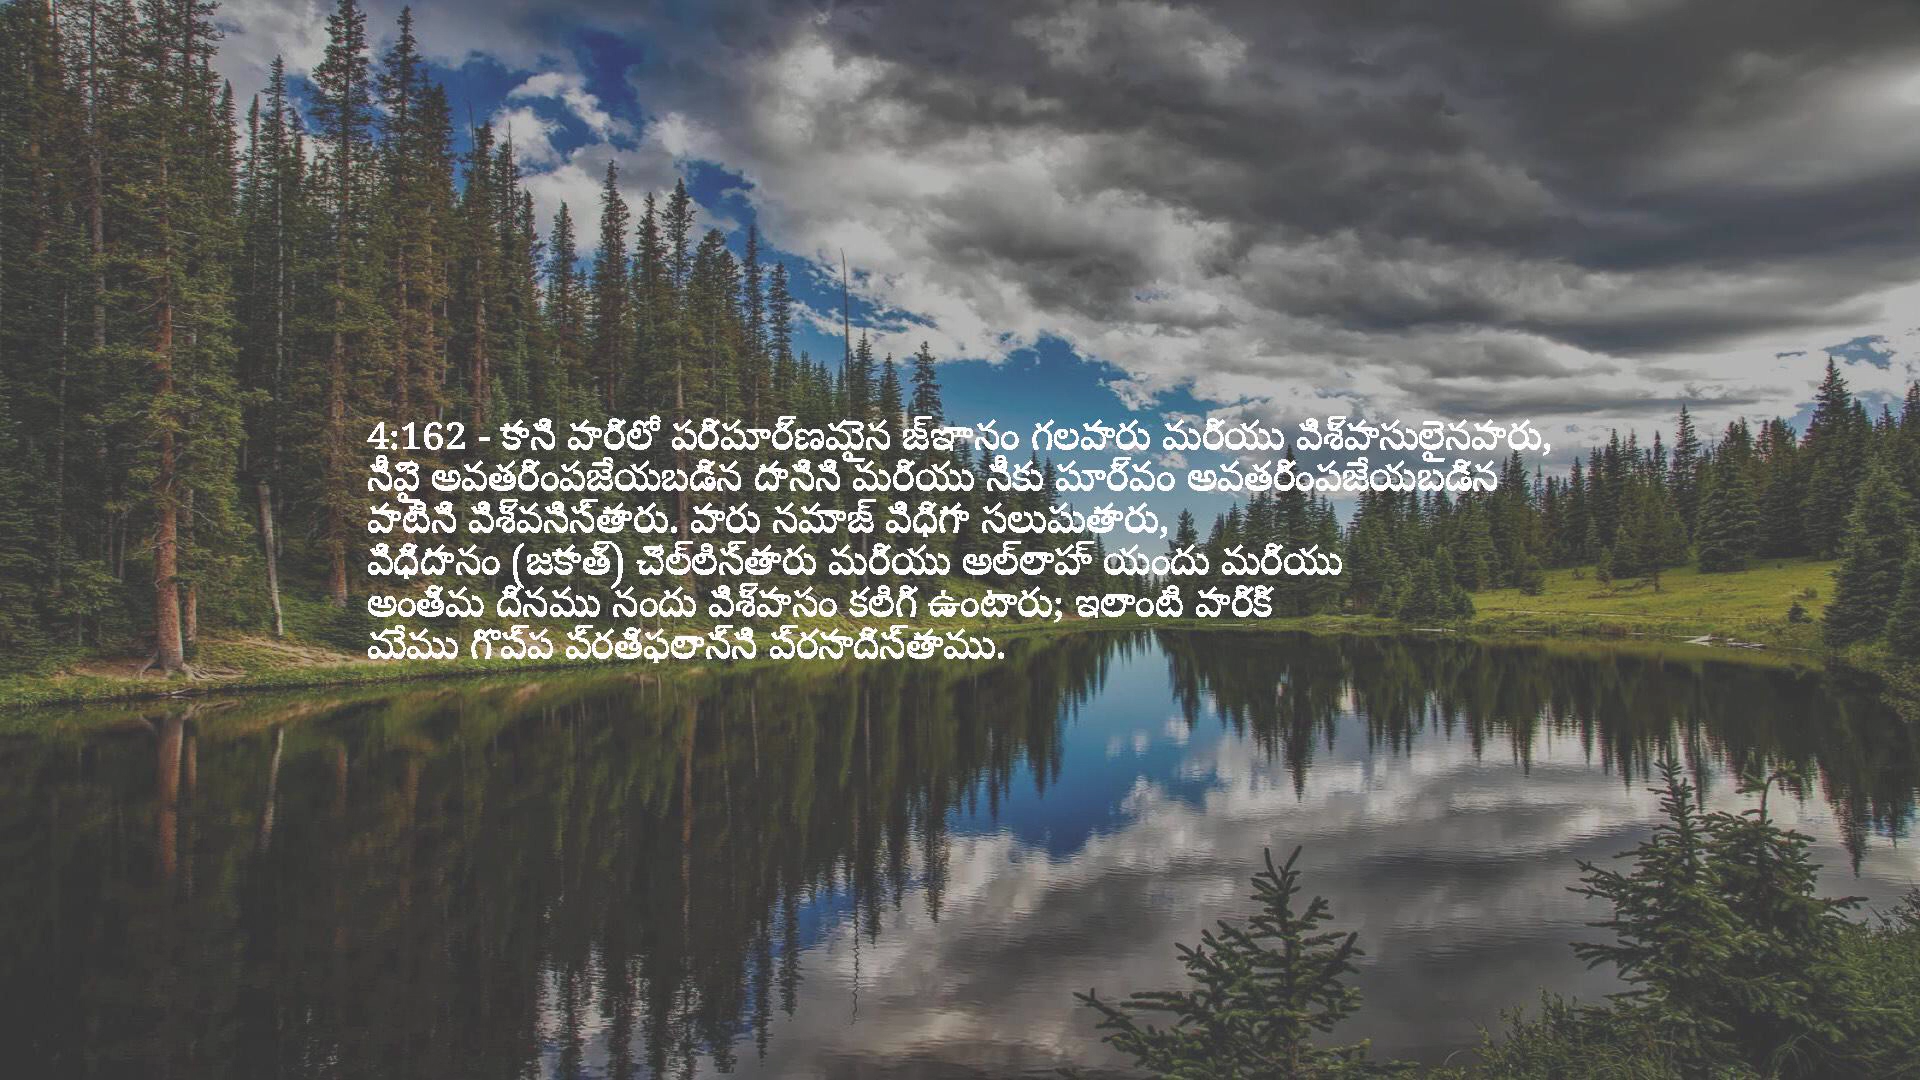 4:162 - కాని వారిలో పరిపూర్ణమైన జ్ఞానం గలవారు మరియు విశ్వాసులైనవారు,
నీపై అవతరింపజేయబడిన దానిని మరియు నీకు పూర్వం అవతరింపజేయబడిన
వాటిని విశ్వసిస్తారు. వారు నమాజ్ విధిగా సలుపుతారు,
విధిదానం (జకాత్) చెల్లిస్తారు మరియు అల్లాహ్ యందు మరియు
అంతిమ దినము నందు విశ్వాసం కలిగి ఉంటారు; ఇలాంటి వారికి
మేము గొప్ప ప్రతిఫలాన్ని ప్రసాదిస్తాము.